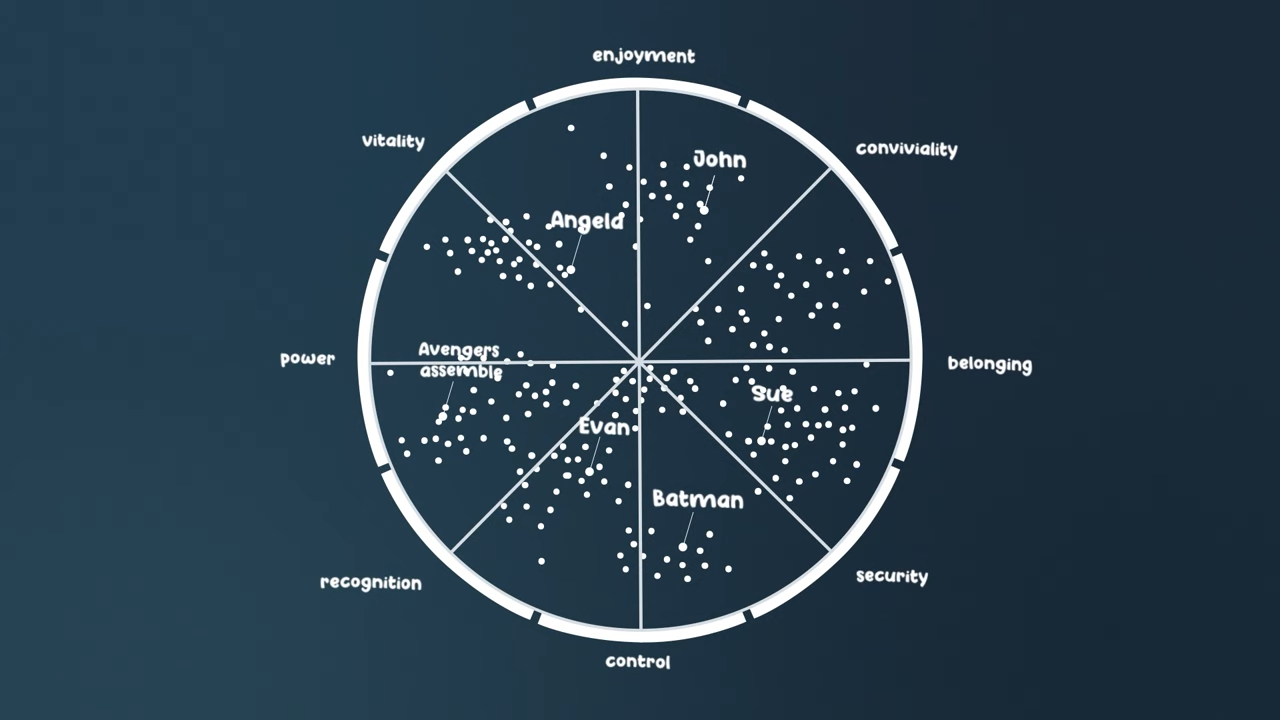 enjoyment
vitality
conviviality
John
Angela
power
Avengers
assemble
belonging
Sue
Evan
Batman
recognition
security
control